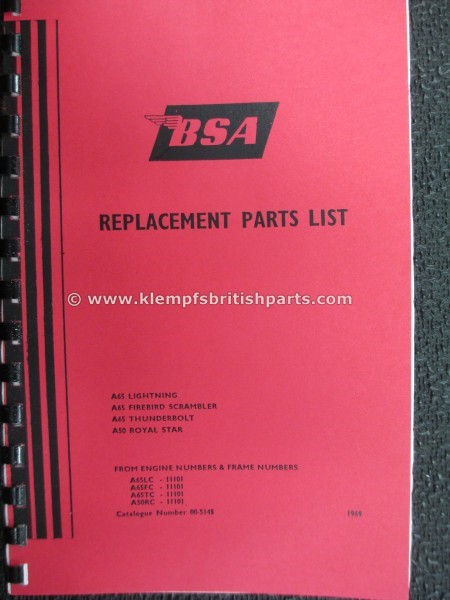 BSA
REPLACEMENT PARTS LIST
© www.klempfsbritishparts.com
A65 LIGHTNING
A65 FIREBIRD SCRAMBLER
A65 THUNDERBOLT
A50 ROYAL STAR
FROM ENGINE NUMBERS & FRAME NUMBERS
A65LC - 11101
A65FC - 11101
A65TC - 11101
A50RC - 11101
Catalogue Number 00-5145 1969